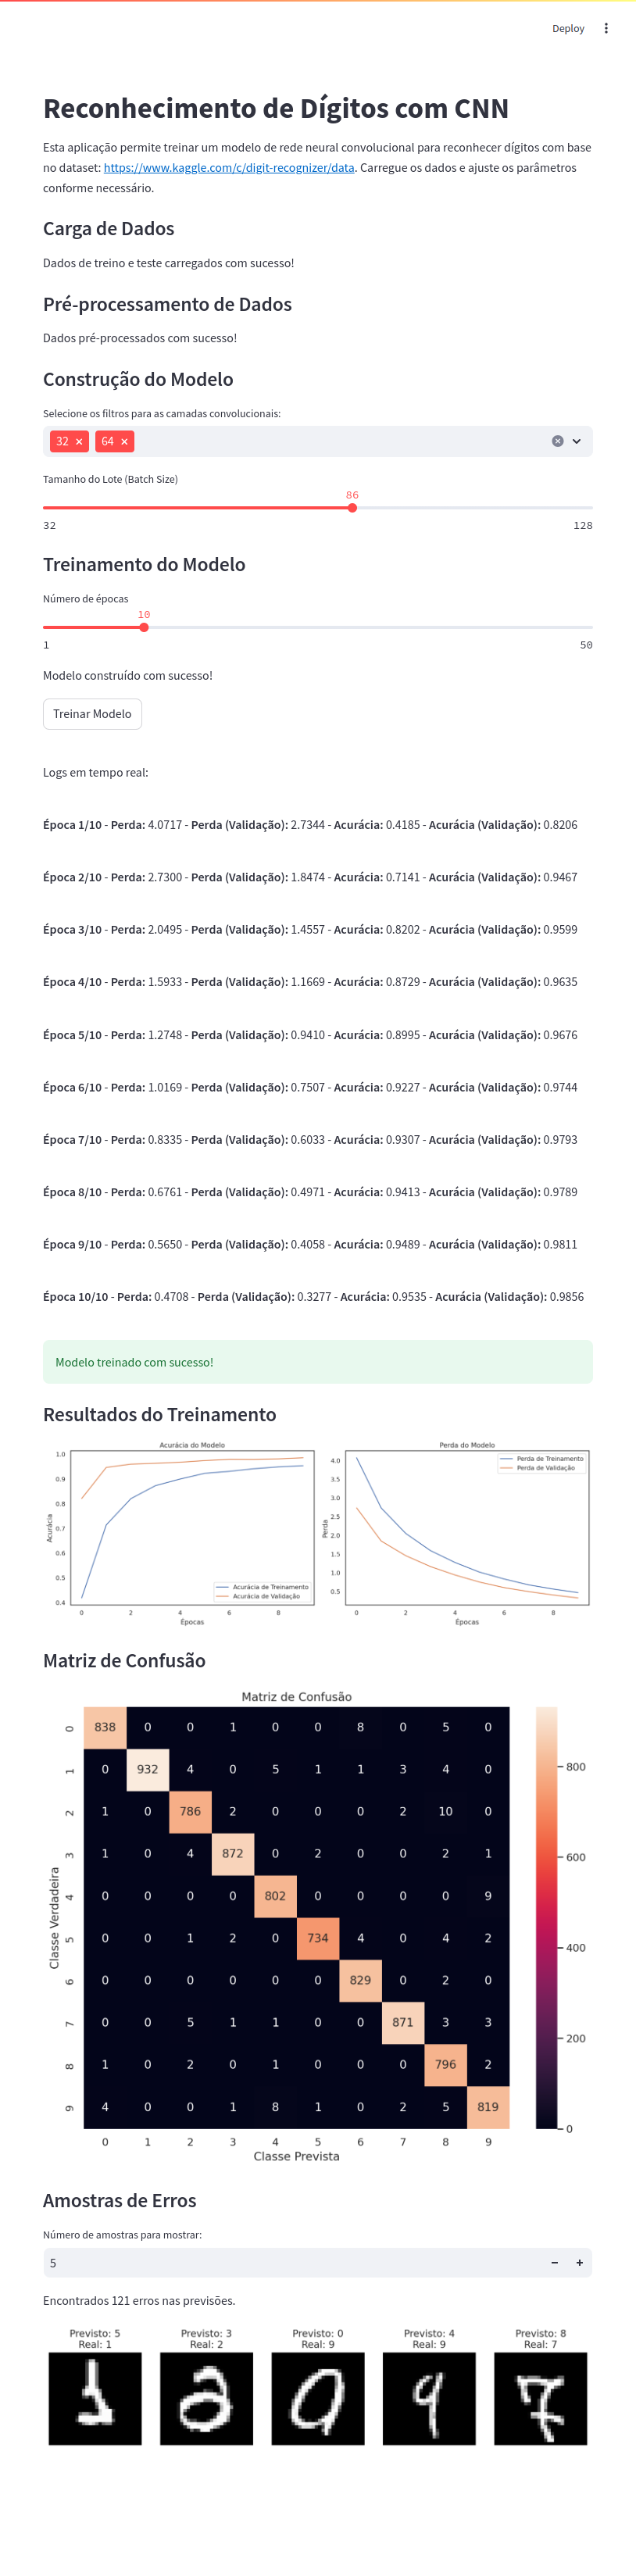 Deploy
Reconhecimento de Dígitos com CNN
Esta aplicação permite treinar um modelo de rede neural convolucional para reconhecer dígitos com base
no dataset: https://www.kaggle.com/c/digit-recognizer/data. Carregue os dados e ajuste os parâmetros
conforme necessário.
Carga de Dados
Dados de treino e teste carregados com sucesso!
Pré-processamento de Dados
Dados pré-processados com sucesso!
Construção do Modelo
Selecione os filtros para as camadas convolucionais:
32 64
Tamanho do Lote (Batch Size)
86
32 128
Treinamento do Modelo
Número de épocas
10
1 50
Modelo construído com sucesso!
Treinar Modelo
Logs em tempo real:
Época 1/10 - Perda: 4.0717 - Perda (Validação): 2.7344 - Acurácia: 0.4185 - Acurácia (Validação): 0.8206
Época 2/10 - Perda: 2.7300 - Perda (Validação): 1.8474 - Acurácia: 0.7141 - Acurácia (Validação): 0.9467
Época 3/10 - Perda: 2.0495 - Perda (Validação): 1.4557 - Acurácia: 0.8202 - Acurácia (Validação): 0.9599
Época 4/10 - Perda: 1.5933 - Perda (Validação): 1.1669 - Acurácia: 0.8729 - Acurácia (Validação): 0.9635
Época 5/10 - Perda: 1.2748 - Perda (Validação): 0.9410 - Acurácia: 0.8995 - Acurácia (Validação): 0.9676
Época 6/10 - Perda: 1.0169 - Perda (Validação): 0.7507 - Acurácia: 0.9227 - Acurácia (Validação): 0.9744
Época 7/10 - Perda: 0.8335 - Perda (Validação): 0.6033 - Acurácia: 0.9307 - Acurácia (Validação): 0.9793
Época 8/10 - Perda: 0.6761 - Perda (Validação): 0.4971 - Acurácia: 0.9413 - Acurácia (Validação): 0.9789
Época 9/10 - Perda: 0.5650 - Perda (Validação): 0.4058 - Acurácia: 0.9489 - Acurácia (Validação): 0.9811
Época 10/10 - Perda: 0.4708 - Perda (Validação): 0.3277 - Acurácia: 0.9535 - Acurácia (Validação): 0.9856
Modelo treinado com sucesso!
Resultados do Treinamento
Acurácia do Modelo
1.0
0.9
0.8
0.7
0.6
0.5
0.4
Acurácia
Acurácia de Treinamento
Acurácia de Validação
0 2 4 6 8
Épocas
Perda do Modelo
4.0
3.5
3.0
2.5
2.0
1.5
1.0
0.5
Perda
Perda de Treinamento
Perda de Validação
0 2 4 6 8
Épocas
Matriz de Confusão
Matriz de Confusão
Classe Verdadeira
0 838 0 0 1 0 0 8 0 5 0
1 0 932 4 0 5 1 1 3 4 0
2 1 0 786 2 0 0 0 2 10 0
3 1 0 4 872 0 2 0 0 2 1
4 0 0 0 0 802 0 0 0 0 9
5 0 0 1 2 0 734 4 0 4 2
6 0 0 0 0 0 0 829 0 2 0
7 0 0 5 1 1 0 0 871 3 3
8 1 0 2 0 1 0 0 0 796 2
9 4 0 0 1 8 1 0 2 5 819
0 1 2 3 4 5 6 7 8 9
Classe Prevista
800
600
400
200
0
Amostras de Erros
Número de amostras para mostrar:
5
Encontrados 121 erros nas previsões.
Previsto: 5
Real: 1
Previsto: 3
Real: 2
Previsto: 0
Real: 9
Previsto: 4
Real: 9
Previsto: 8
Real: 7